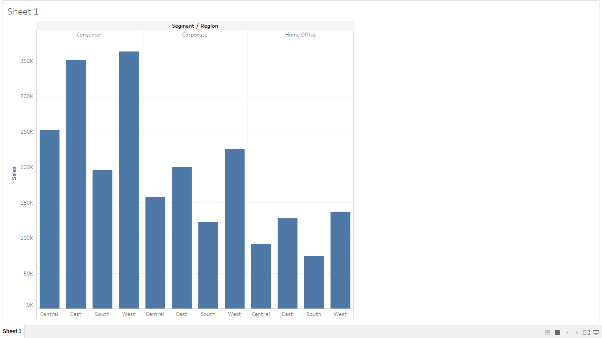 Sheet 1
Segment / Region
Consumer Corporate Home Office
350K
300K
250K
200K
150K
100K
50K
0K
Sales
Central East South West Central East South West Central East South West
Sheet 1